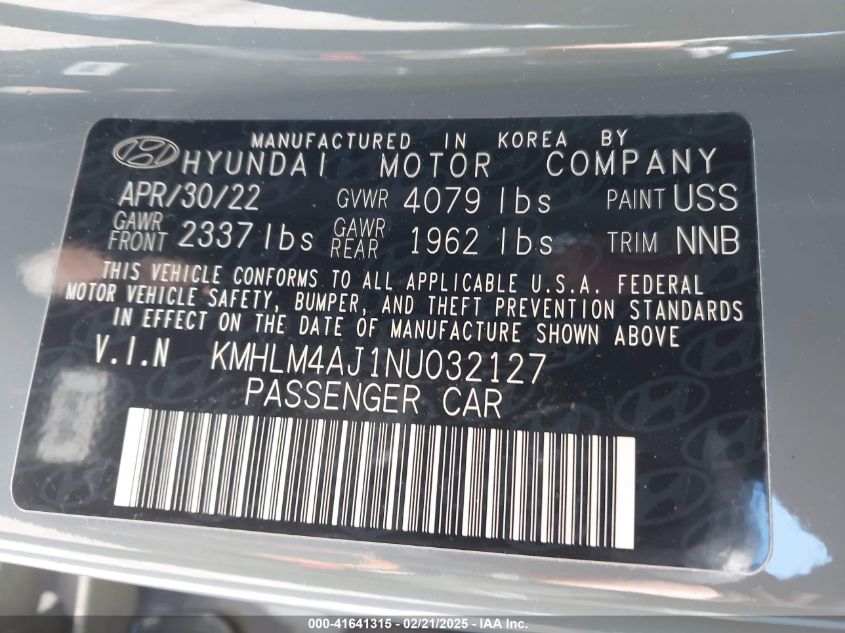 MANUFACTURED IN KOREA BY
HYUNDAI MOTOR COMPANY
APR/30/22 GVWR 4079 lbs PAINT USS
GAWR FRONT 2337 lbs GAWR REAR 1962 lbs TRIM NNB
THIS VEHICLE CONFORMS TO ALL APPLICABLE U.S.A. FEDERAL
MOTOR VEHICLE SAFETY, BUMPER, AND THEFT PREVENTION STANDARDS
IN EFFECT ON THE DATE OF MANUFACTURE SHOWN ABOVE
V.I.N KMHLM4AJ1NU032127
PASSENGER CAR
000-41641315 - 02/21/2025 - IAA Inc.